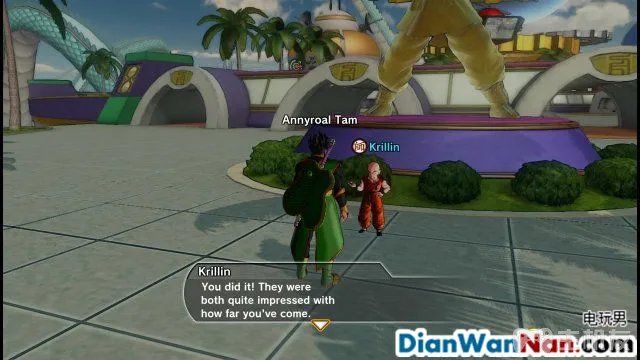 Annyroal Tam
Krillin
Krillin
You did it! They were
both quite impressed with
how far you've come.
电玩男
DianWanNan.com